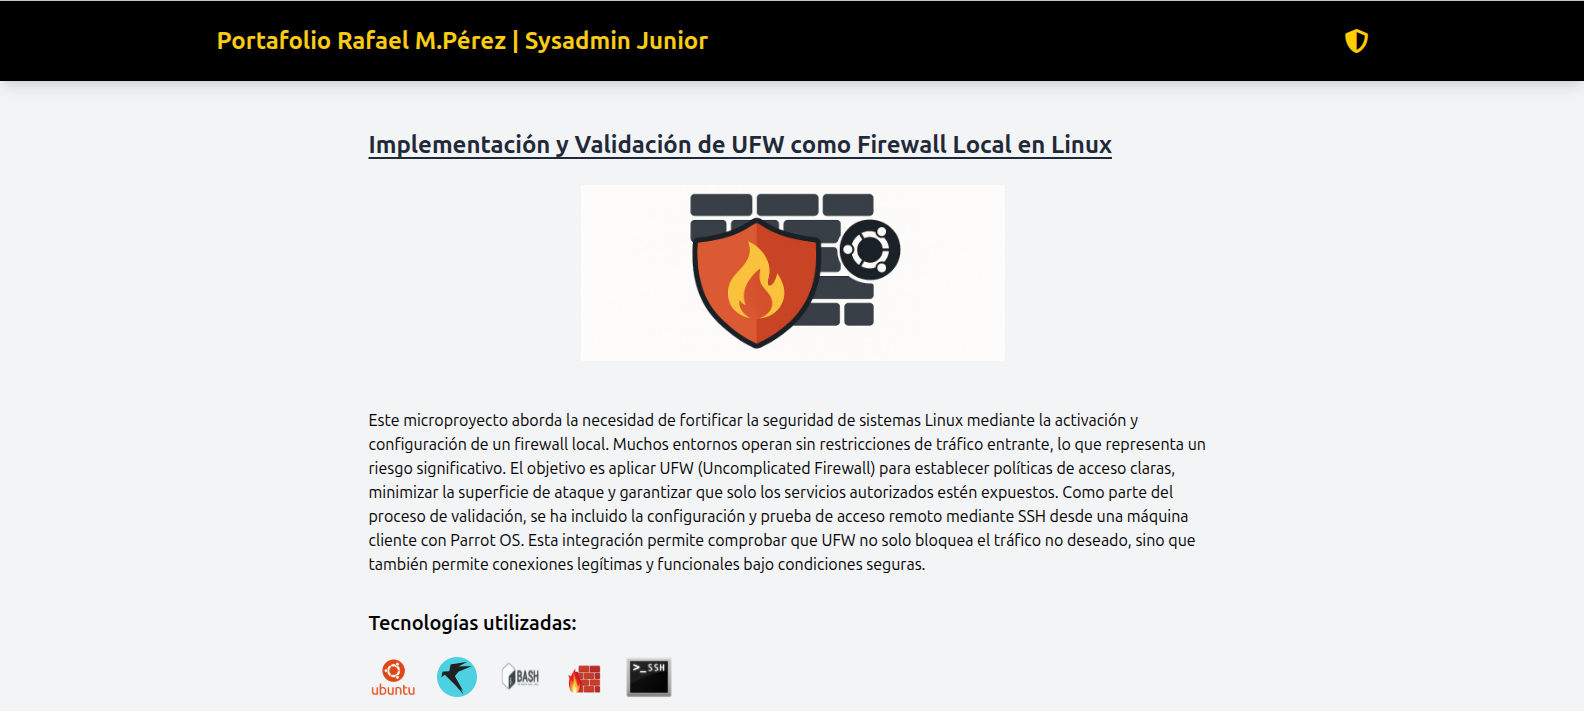 Portafolio Rafael M.Pérez | Sysadmin Junior
Implementación y Validación de UFW como Firewall Local en Linux
Este microproyecto aborda la necesidad de fortificar la seguridad de sistemas Linux mediante la activación y
configuración de un firewall local. Muchos entornos operan sin restricciones de tráfico entrante, lo que representa un
riesgo significativo. El objetivo es aplicar UFW (Uncomplicated Firewall) para establecer políticas de acceso claras,
minimizar la superficie de ataque y garantizar que solo los servicios autorizados estén expuestos. Como parte del
proceso de validación, se ha incluido la configuración y prueba de acceso remoto mediante SSH desde una máquina
cliente con Parrot OS. Esta integración permite comprobar que UFW no solo bloquea el tráfico no deseado, sino que
también permite conexiones legítimas y funcionales bajo condiciones seguras.
Tecnologías utilizadas:
ubuntu
BASH
>_ SSH